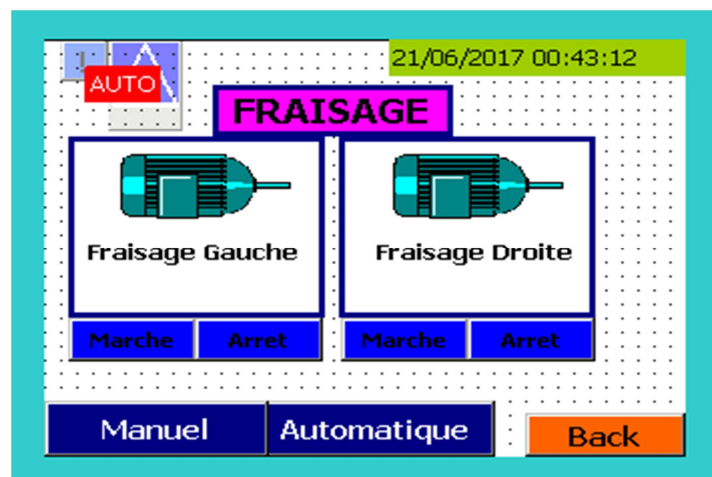 21/06/2017 00:43:12
AUTO
FRAISAGE
Fraisage Gauche
Fraisage Droite
Marche Arret Marche Arret
Manuel Automatique Back